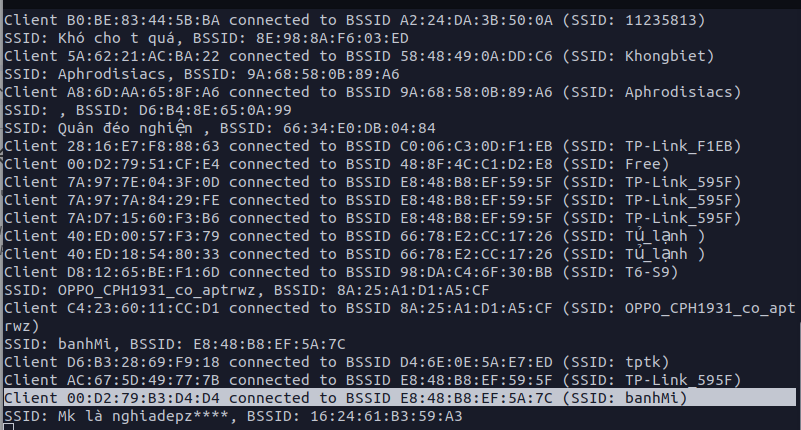 Client B0:BE:83:44:5B:BA connected to BSSID A2:24:DA:3B:50:0A (SSID: 11235813)
SSID: Khó cho t quá, BSSID: 8E:98:8A:F6:03:ED
Client 5A:62:21:AC:BA:22 connected to BSSID 58:48:49:0A:DD:C6 (SSID: Khongbiet)
SSID: Aphrodisiacs, BSSID: 9A:68:58:0B:89:A6
Client A8:6D:AA:65:8F:A6 connected to BSSID 9A:68:58:0B:89:A6 (SSID: Aphrodisiacs)
SSID: , BSSID: D6:B4:8E:65:0A:99
SSID: Quân đéo nghiện , BSSID: 66:34:E0:DB:04:84
Client 28:16:E7:F8:88:63 connected to BSSID C0:06:C3:0D:F1:EB (SSID: TP-Link_F1EB)
Client 00:D2:79:51:CF:E4 connected to BSSID 48:8F:4C:C1:D2:E8 (SSID: Free)
Client 7A:97:7E:04:3F:0D connected to BSSID E8:48:B8:EF:59:5F (SSID: TP-Link_595F)
Client 7A:97:7A:84:29:FE connected to BSSID E8:48:B8:EF:59:5F (SSID: TP-Link_595F)
Client 7A:D7:15:60:F3:B6 connected to BSSID E8:48:B8:EF:59:5F (SSID: TP-Link_595F)
Client 40:ED:00:57:F3:79 connected to BSSID 66:78:E2:CC:17:26 (SSID: Tủ_lạnh )
Client 40:ED:18:54:80:33 connected to BSSID 66:78:E2:CC:17:26 (SSID: Tủ_lạnh )
Client D8:12:65:BE:F1:6D connected to BSSID 98:DA:C4:6F:30:BB (SSID: T6-S9)
SSID: OPPO_CPH1931_co_aptrwz, BSSID: 8A:25:A1:D1:A5:CF
Client C4:23:60:11:CC:D1 connected to BSSID 8A:25:A1:D1:A5:CF (SSID: OPPO_CPH1931_co_apt
rwz)
SSID: banhMi, BSSID: E8:48:B8:EF:5A:7C
Client D6:B3:28:69:F9:18 connected to BSSID D4:6E:0E:5A:E7:ED (SSID: tptk)
Client AC:67:5D:49:77:7B connected to BSSID E8:48:B8:EF:59:5F (SSID: TP-Link_595F)
Client 00:D2:79:B3:D4:D4 connected to BSSID E8:48:B8:EF:5A:7C (SSID: banhMi)
SSID: Mk là nghiadepz****, BSSID: 16:24:61:B3:59:A3